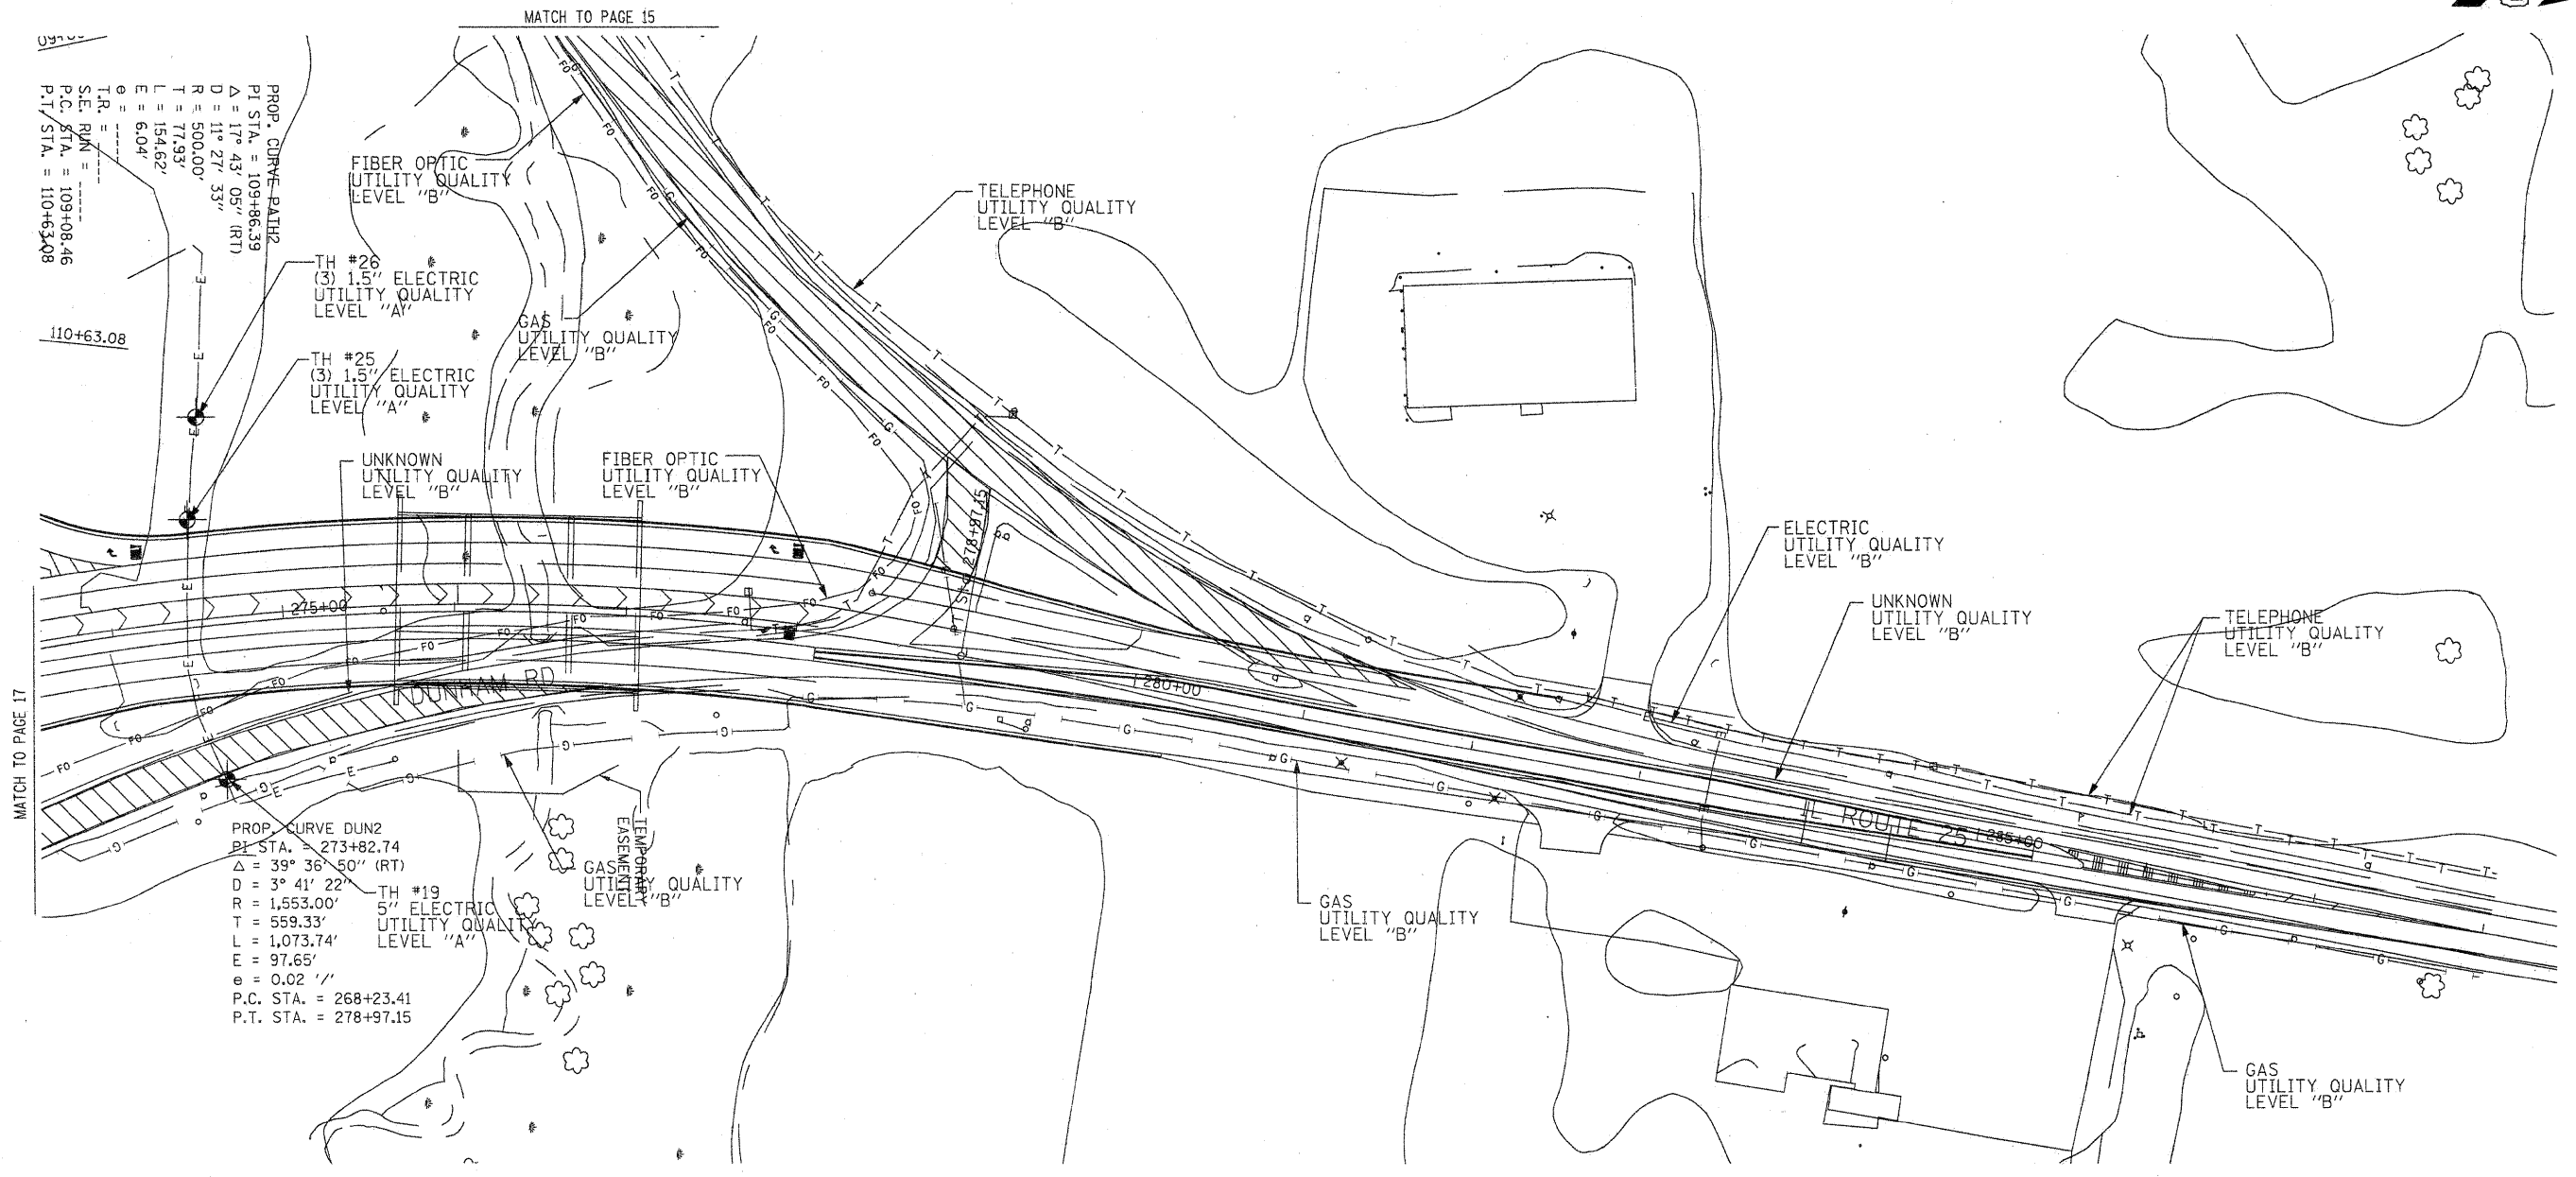 MATCH TO PAGE 15
PROP. CURVE PATH2
PI STA. = 109+86.39
Δ = 17° 43' 05" (RT)
D = 11° 27' 33"
R = 500.00'
T = 77.93'
L = 154.62'
E = 6.04'
e = -----
T.R. = -----
S.E. RUN = -----
P.C. STA. = 109+08.46
P.T. STA. = 110+63.08
110+63.08
FIBER OPTIC
UTILITY QUALITY
LEVEL "B"
TELEPHONE
UTILITY QUALITY
LEVEL "B"
TH #26
(3) 1.5" ELECTRIC
UTILITY QUALITY
LEVEL "A"
GAS
UTILITY QUALITY
LEVEL "B"
TH #25
(3) 1.5" ELECTRIC
UTILITY QUALITY
LEVEL "A"
UNKNOWN
UTILITY QUALITY
LEVEL "B"
FIBER OPTIC
UTILITY QUALITY
LEVEL "B"
Sta 278+97.15
ELECTRIC
UTILITY QUALITY
LEVEL "B"
UNKNOWN
UTILITY QUALITY
LEVEL "B"
TELEPHONE
UTILITY QUALITY
LEVEL "B"
275+00
DUNHAM RD
280+00
IL ROUTE 25
285+00
MATCH TO PAGE 17
PROP. CURVE DUN2
PI STA. = 273+82.74
Δ = 39° 36' 50" (RT)
D = 3° 41' 22"
R = 1,553.00'
T = 559.33'
L = 1,073.74'
E = 97.65'
e = 0.02 '/'
P.C. STA. = 268+23.41
P.T. STA. = 278+97.15
TH #19
5" ELECTRIC
UTILITY QUALITY
LEVEL "A"
TEMPORARY
EASEMENT
GAS
UTILITY QUALITY
LEVEL "B"
GAS
UTILITY QUALITY
LEVEL "B"
GAS
UTILITY QUALITY
LEVEL "B"